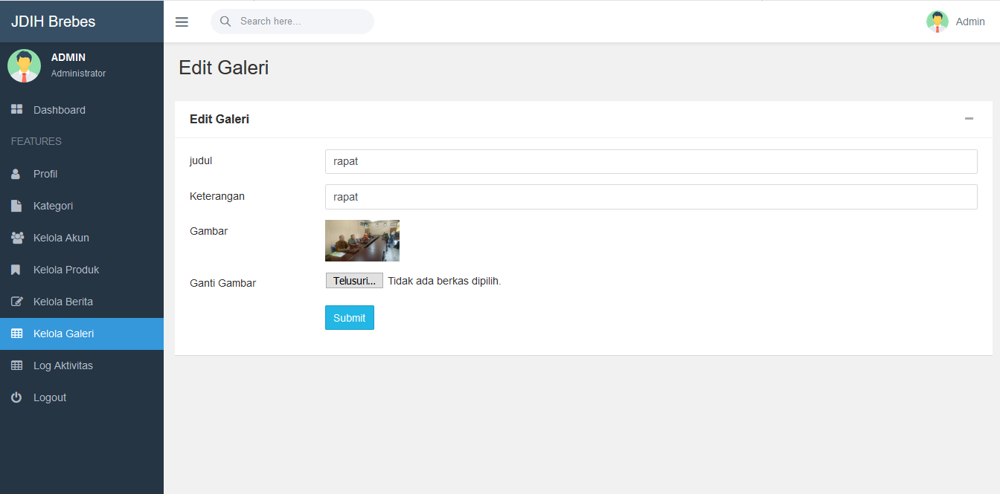 JDIH Brebes
Search here...
Admin
ADMIN
Administrator
Dashboard
FEATURES
Profil
Kategori
Kelola Akun
Kelola Produk
Kelola Berita
Kelola Galeri
Log Aktivitas
Logout
Edit Galeri
Edit Galeri
judul
rapat
Keterangan
rapat
Gambar
Ganti Gambar
Telusuri... Tidak ada berkas dipilih.
Submit